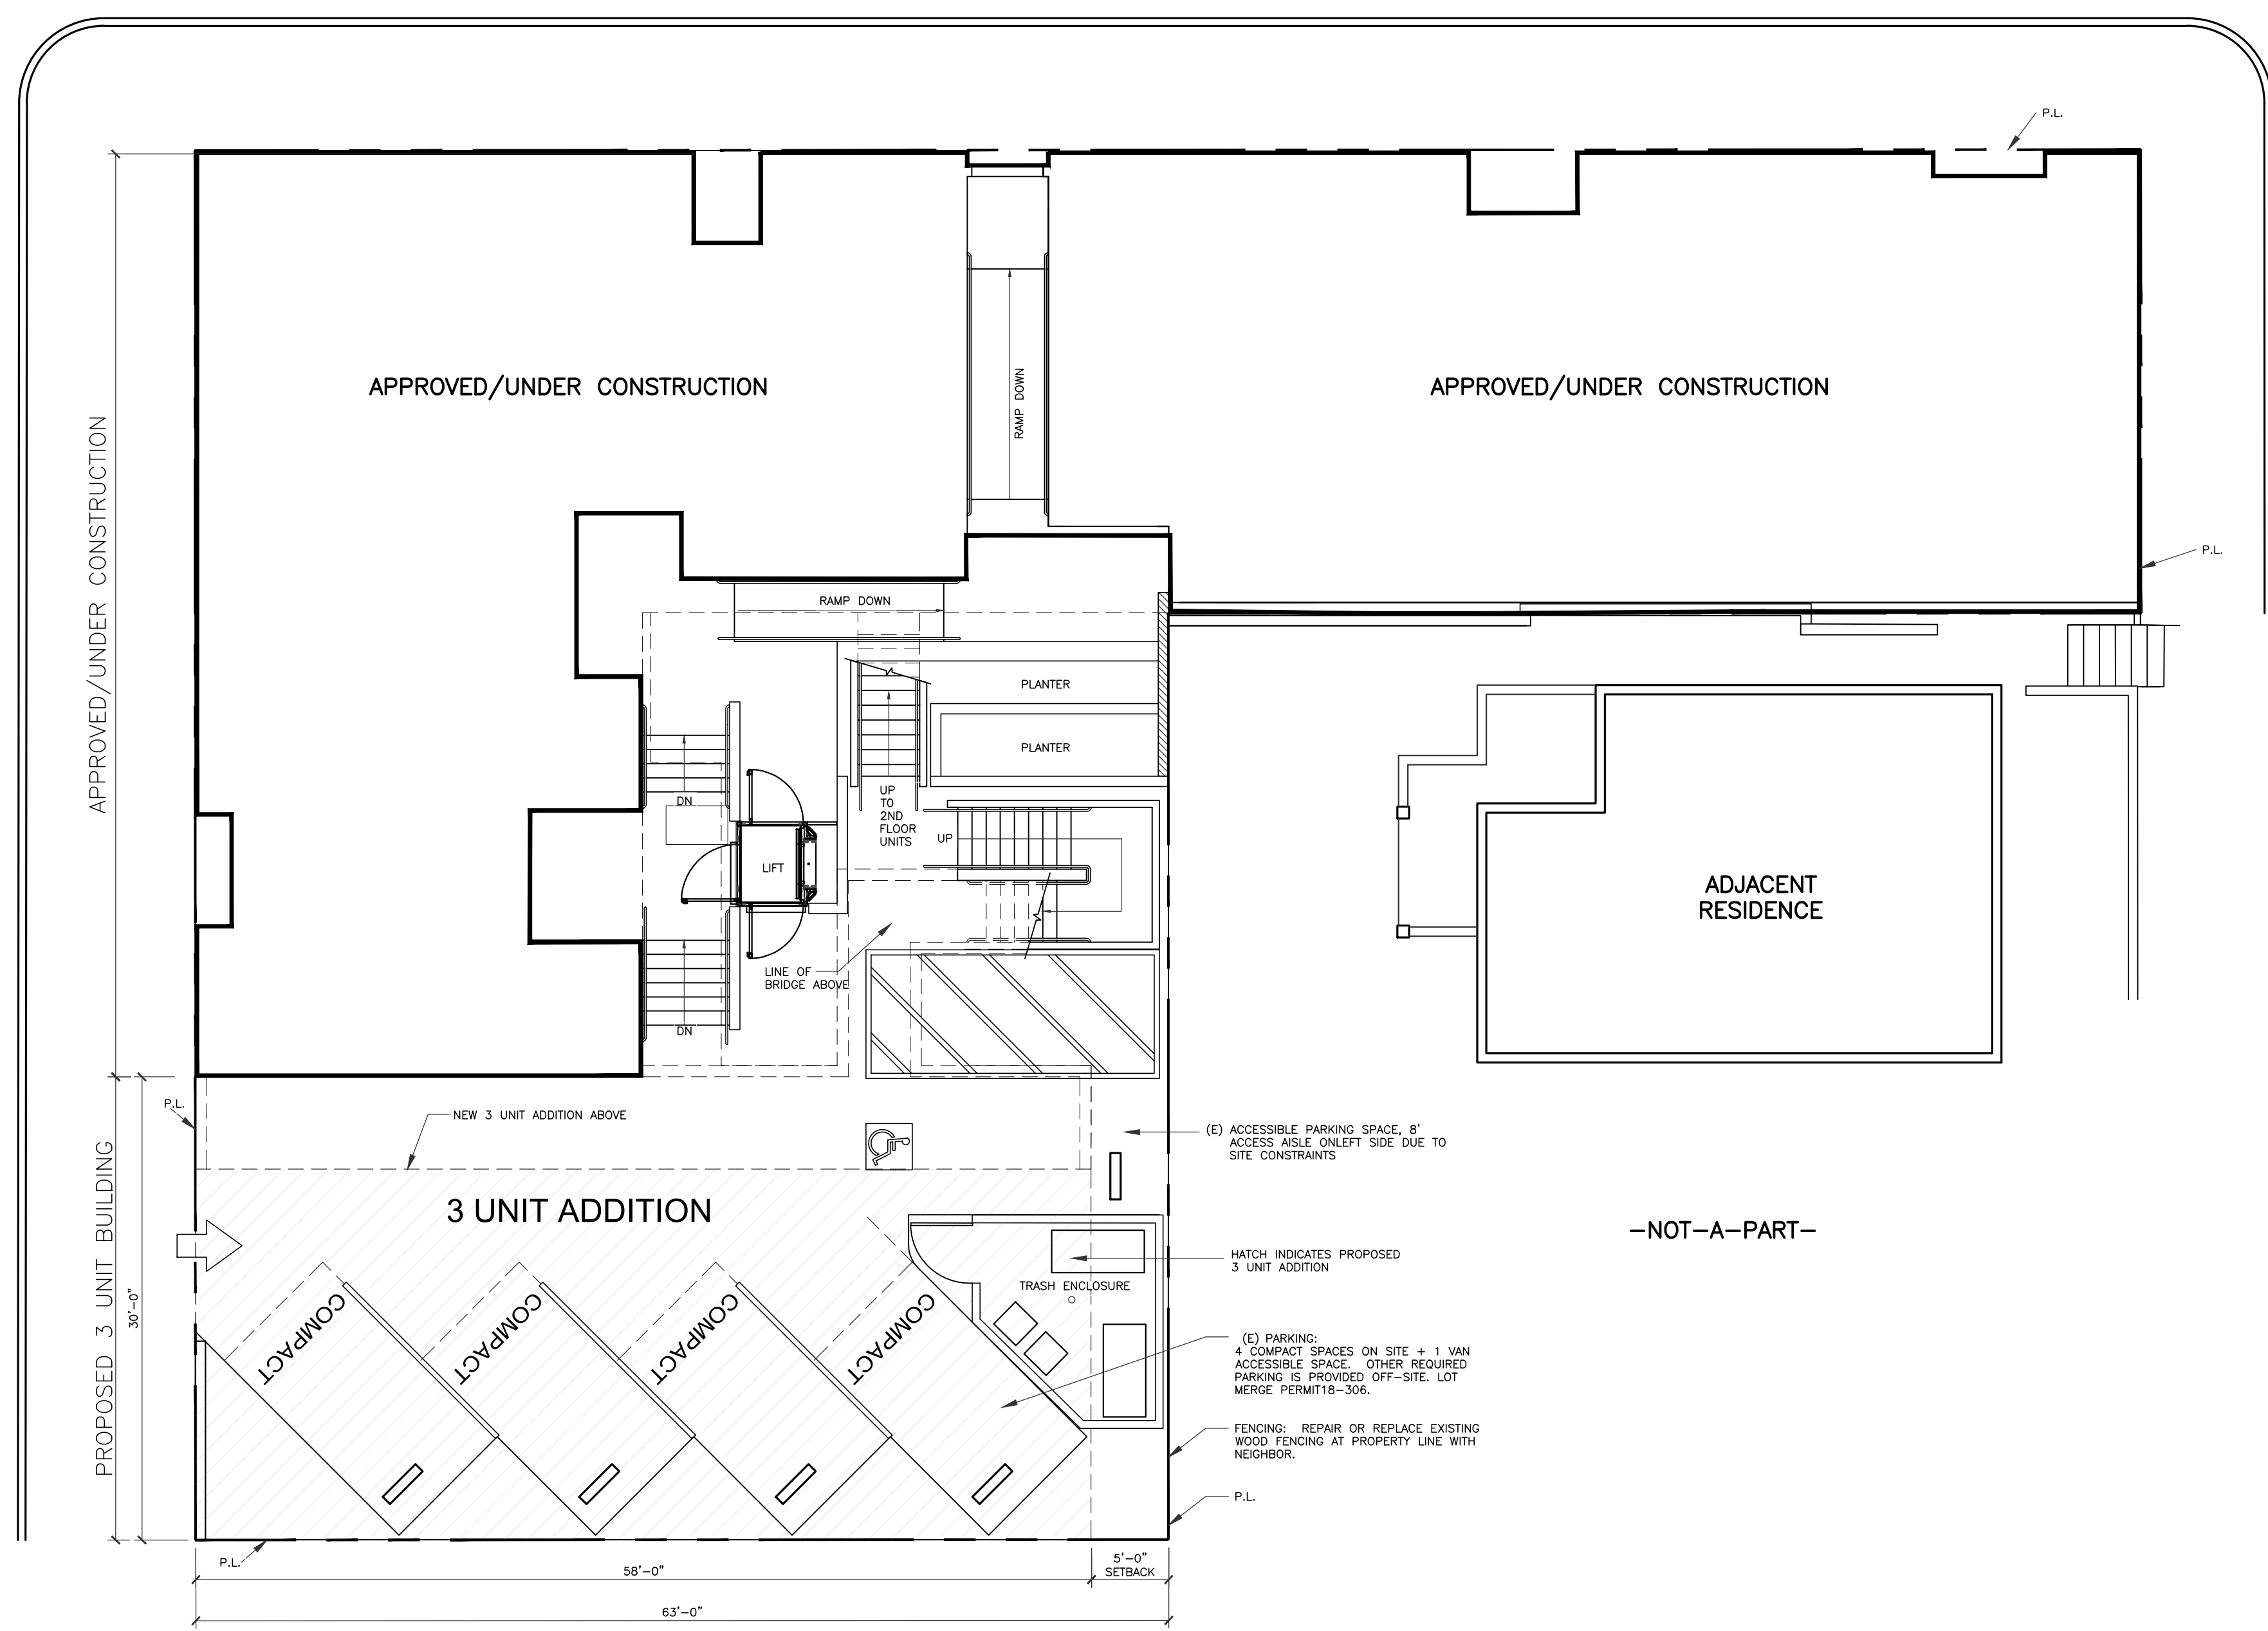 P.L.
APPROVED/UNDER CONSTRUCTION
RAMP DOWN
APPROVED/UNDER CONSTRUCTION
APPROVED/UNDER CONSTRUCTION
P.L.
RAMP DOWN
PLANTER
PLANTER
DN
UP
TO
2ND
FLOOR
UNITS
UP
LIFT
ADJACENT
RESIDENCE
LINE OF
BRIDGE ABOVE
DN
P.L.
NEW 3 UNIT ADDITION ABOVE
(E) ACCESSIBLE PARKING SPACE, 8'
ACCESS AISLE ONLEFT SIDE DUE TO
SITE CONSTRAINTS
PROPOSED 3 UNIT BUILDING
30'-0"
3 UNIT ADDITION
-NOT-A-PART-
HATCH INDICATES PROPOSED
3 UNIT ADDITION
TRASH ENCLOSURE
COMPACT
COMPACT
COMPACT
COMPACT
(E) PARKING:
4 COMPACT SPACES ON SITE + 1 VAN
ACCESSIBLE SPACE. OTHER REQUIRED
PARKING IS PROVIDED OFF-SITE. LOT
MERGE PERMIT18-306.
FENCING: REPAIR OR REPLACE EXISTING
WOOD FENCING AT PROPERTY LINE WITH
NEIGHBOR.
P.L.
P.L.
58'-0"
5'-0"
SETBACK
63'-0"